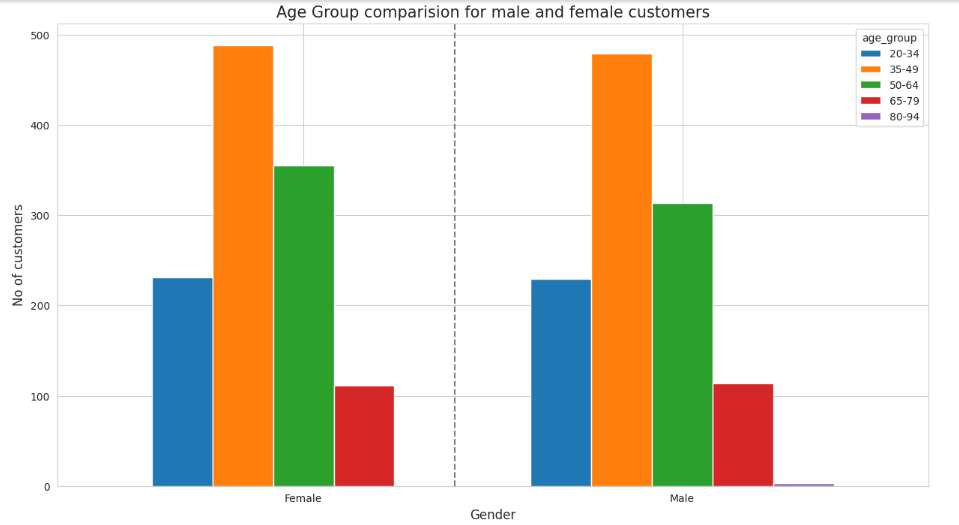 Age Group comparision for male and female customers
age_group
20-34
35-49
50-64
65-79
80-94
No of customers
500
400
300
200
100
0
Female
Male
Gender